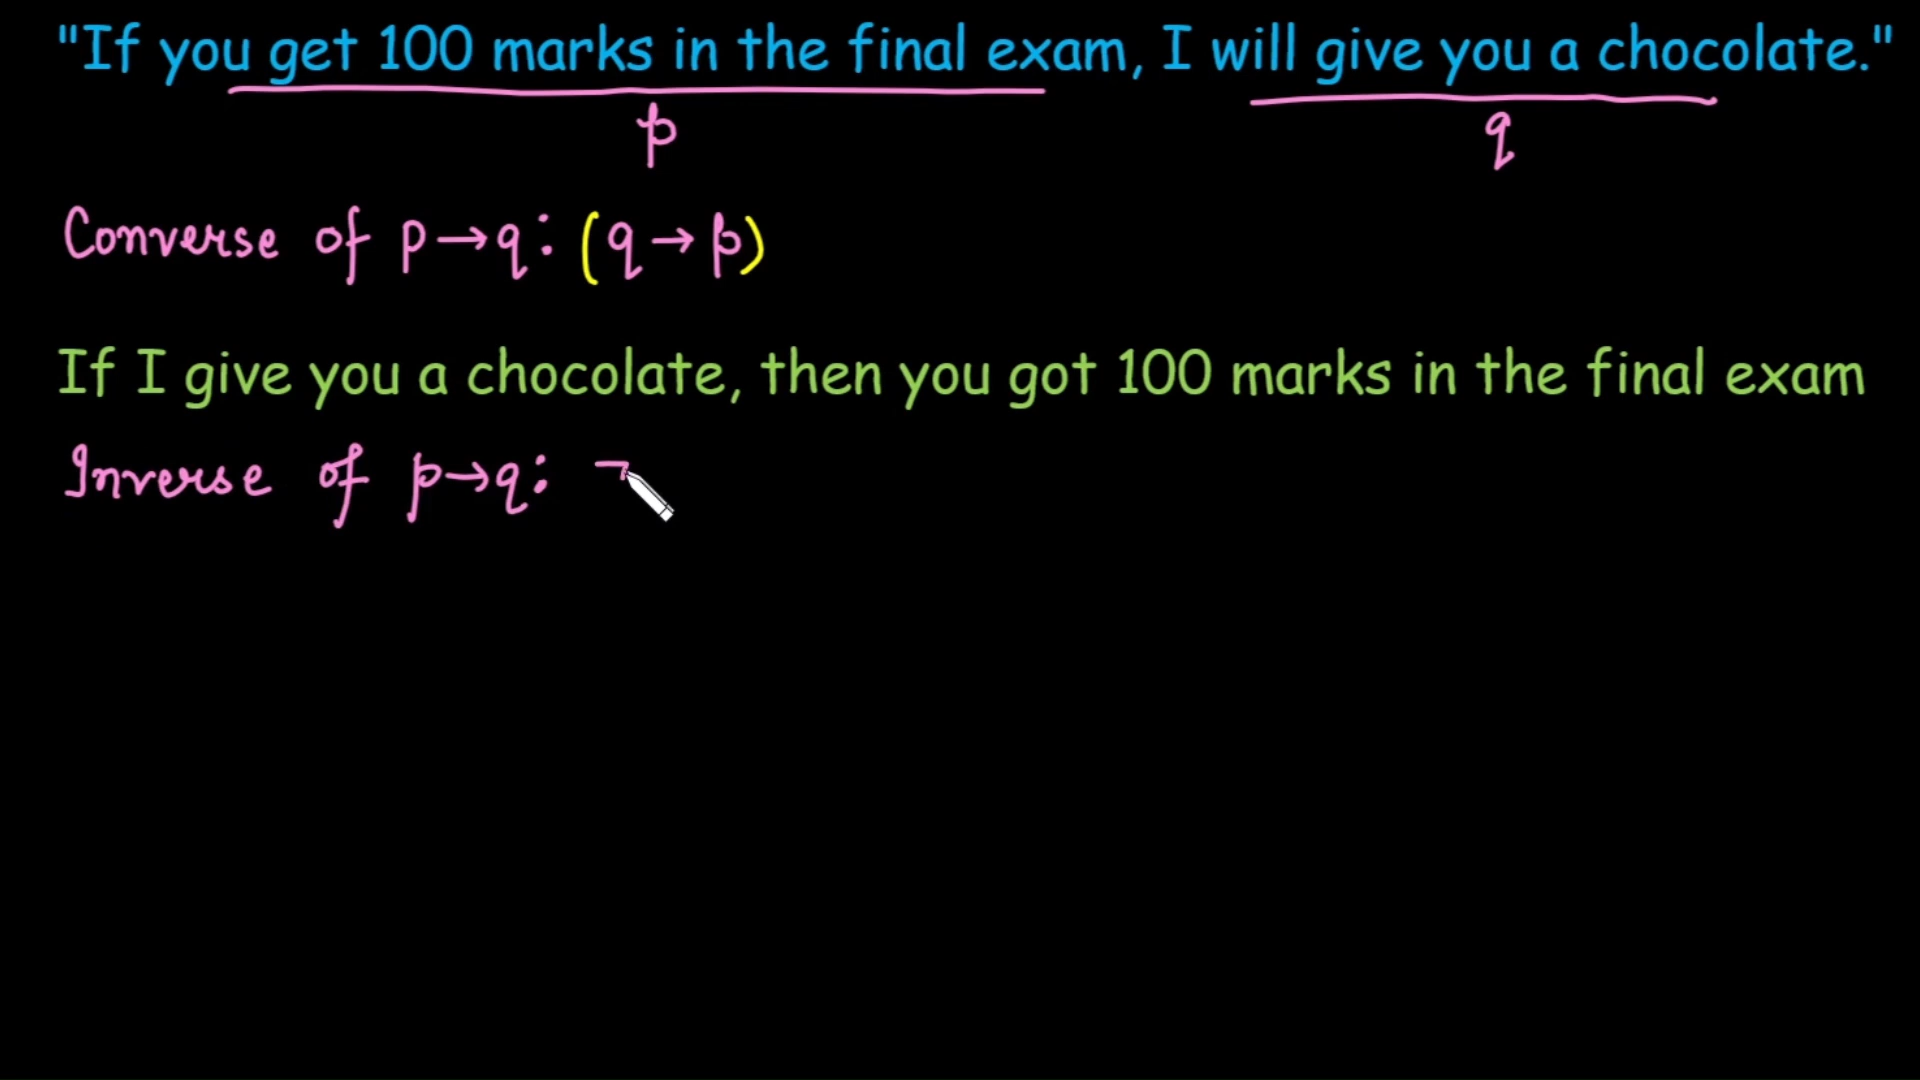 "If you get 100 marks in the final exam, I will give you a chocolate."
p q
Converse of p→q: (q→p)
If I give you a chocolate, then you got 100 marks in the final exam
Inverse of p→q: ¬